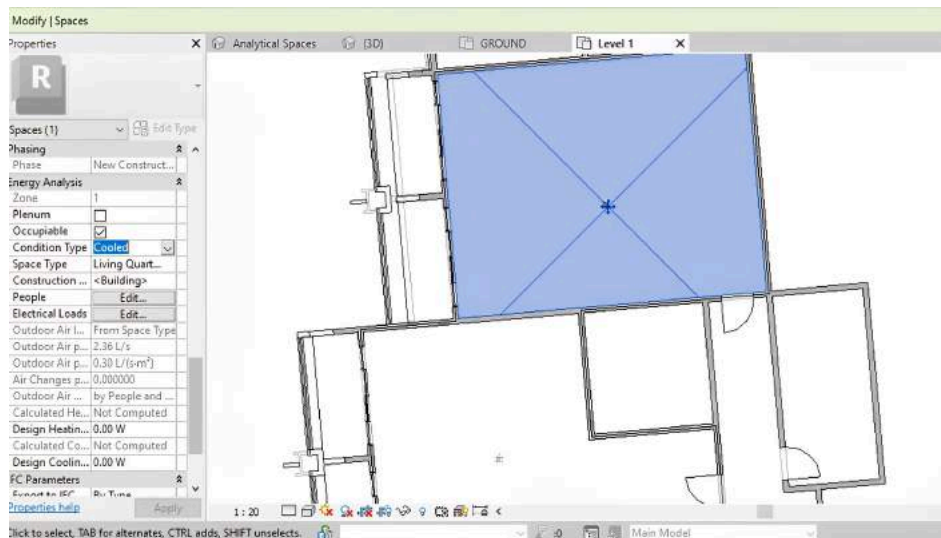 Modify | Spaces
Properties
Analytical Spaces
{3D}
GROUND
Level 1
R
Spaces (1)
Edit Type
Phasing
Phase New Construct...
Energy Analysis
Zone 1
Plenum
Occupiable
Condition Type Cooled
Space Type Living Quart...
Construction ... <Building>
People Edit...
Electrical Loads Edit...
Outdoor Air I... From Space Type
Outdoor Air p... 2.36 L/s
Outdoor Air p... 0.30 L/(s·m²)
Air Changes p... 0.000000
Outdoor Air ... by People and ...
Calculated He... Not Computed
Design Heatin... 0.00 W
Calculated Co... Not Computed
Design Coolin... 0.00 W
IFC Parameters
Export to IFC By Type
Properties help
Apply
1 : 20
Click to select, TAB for alternates, CTRL adds, SHIFT unselects.
:0
Main Model